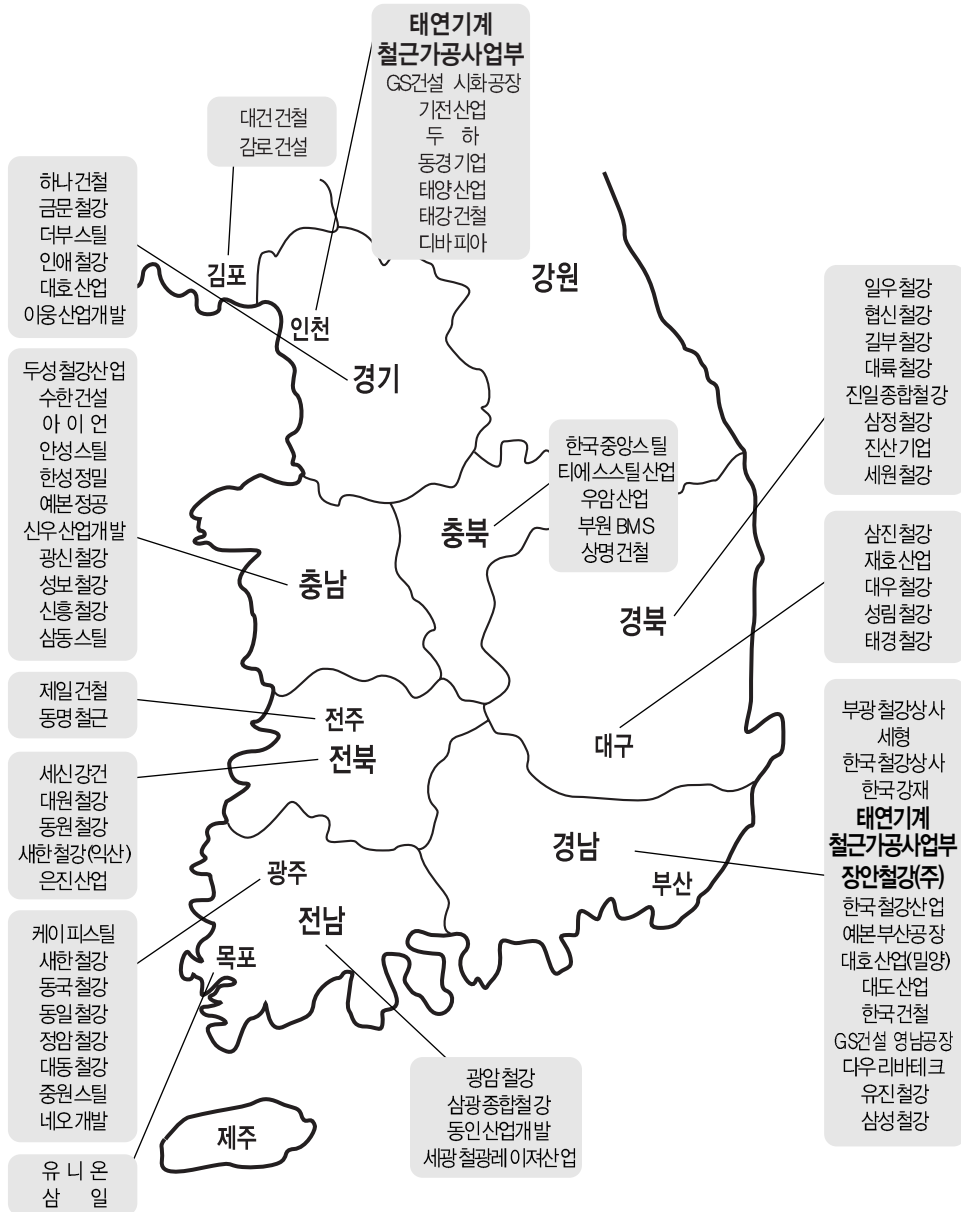 태연기계
철근가공사업부
GS건설 시화공장
기전산업
두 하
동경기업
태양산업
태강건철
디바피아
대건건철
감로건설
하나건철
금문철강
더부스틸
인애철강
대호산업
이웅산업개발
김포
인천
경기
강원
일우철강
협신철강
길부철강
대륙철강
진일종합철강
삼정철강
진산기업
세원철강
두성철강산업
수한건설
아 이 언
안성스틸
한성정밀
예본정공
신우산업개발
광신철강
성보철강
신흥철강
삼동스틸
한국중앙스틸
티에스스틸산업
우암산업
부원 BMS
상명건철
충북
충남
경북
삼진철강
재호산업
대우철강
성림철강
태경철강
제일건철
동명철근
전주
전북
대구
세신강건
대원철강
동원철강
새한철강(익산)
은진산업
부광철강상사
세형
한국철강상사
한국강재
태연기계
철근가공사업부
장안철강(주)
한국철강산업
예본부산공장
대호산업(밀양)
대도산업
한국건철
GS건설 영남공장
다우리바테크
유진철강
삼성철강
경남
부산
광주
전남
목포
케이피스틸
새한철강
동국철강
동일철강
정암철강
대동철강
중원스틸
네오개발
광암철강
삼광종합철강
동인산업개발
세광철광레이져산업
제주
유 니 온
삼 일